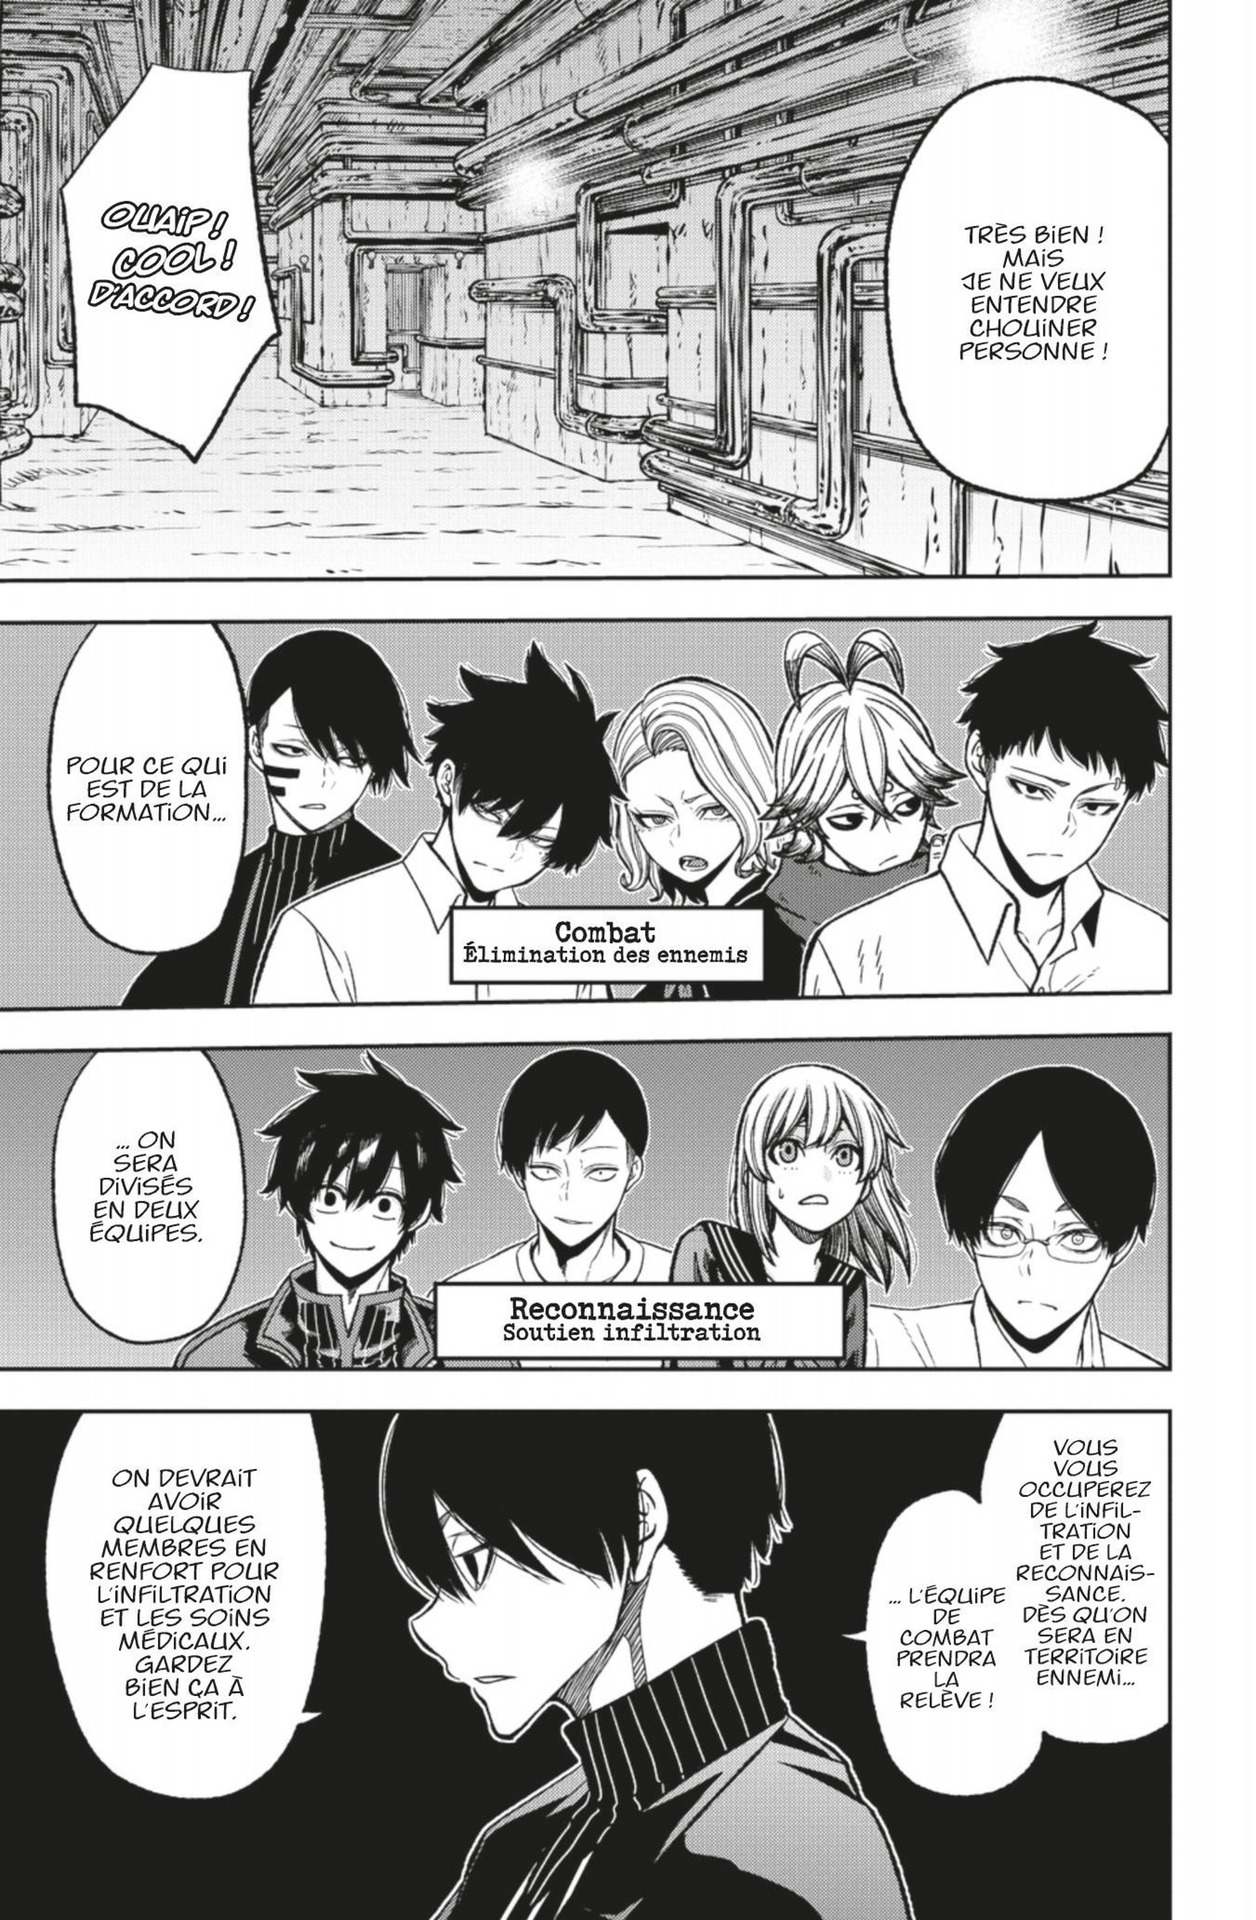 TRÈS BIEN !
MAIS
JE NE VEUX
ENTENDRE
CHOUINER
PERSONNE !
OUAIP !
COOL !
D'ACCORD !
POUR CE QUI
EST DE LA
FORMATION...
Combat
Élimination des ennemis
... ON
SERA
DIVISÉS
EN DEUX
ÉQUIPES.
Reconnaissance
Soutien infiltration
VOUS
VOUS
OCCUPEREZ
DE L'INFIL-
TRATION
ET DE LA
RECONNAIS-
SANCE.
DÈS QU'ON
SERA EN
TERRITOIRE
ENNEMI...
... L'ÉQUIPE
DE
COMBAT
PRENDRA
LA
RELÈVE !
ON DEVRAIT
AVOIR
QUELQUES
MEMBRES EN
RENFORT POUR
L'INFILTRATION
ET LES SOINS
MÉDICAUX.
GARDEZ
BIEN ÇA À
L'ESPRIT.